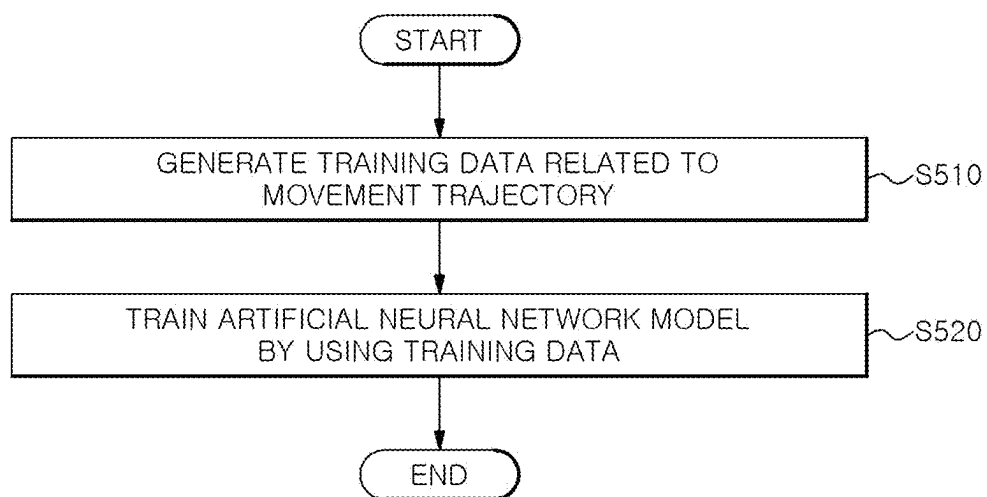 START
GENERATE TRAINING DATA RELATED TO
MOVEMENT TRAJECTORY
S510
TRAIN ARTIFICIAL NEURAL NETWORK MODEL
BY USING TRAINING DATA
S520
END